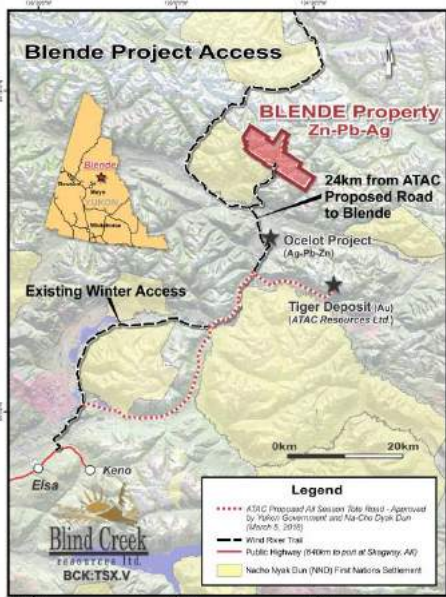 Blende Project Access
BLENDE Property
Zn-Pb-Ag
Blende
Mayo
YUKON
24km from ATAC
Proposed Road
to Blende
Ocelot Project
(Ag-Pb-Zn)
Existing Winter Access
Tiger Deposit (Au)
(ATAC Resources Ltd.)
0km
20km
Elsa
Keno
Legend
ATAC Proposed All Season Tote Road - Approved
by Yukon Government and Na-Cho Dyak Dun
(March 5, 2018)
Wind River Trail
Public Highway (640km to port at Skagway, AK)
Nacho Nyak Dun (NND) First Nations Settlement
Blind Creek
resources ltd.
BCK:TSX.V